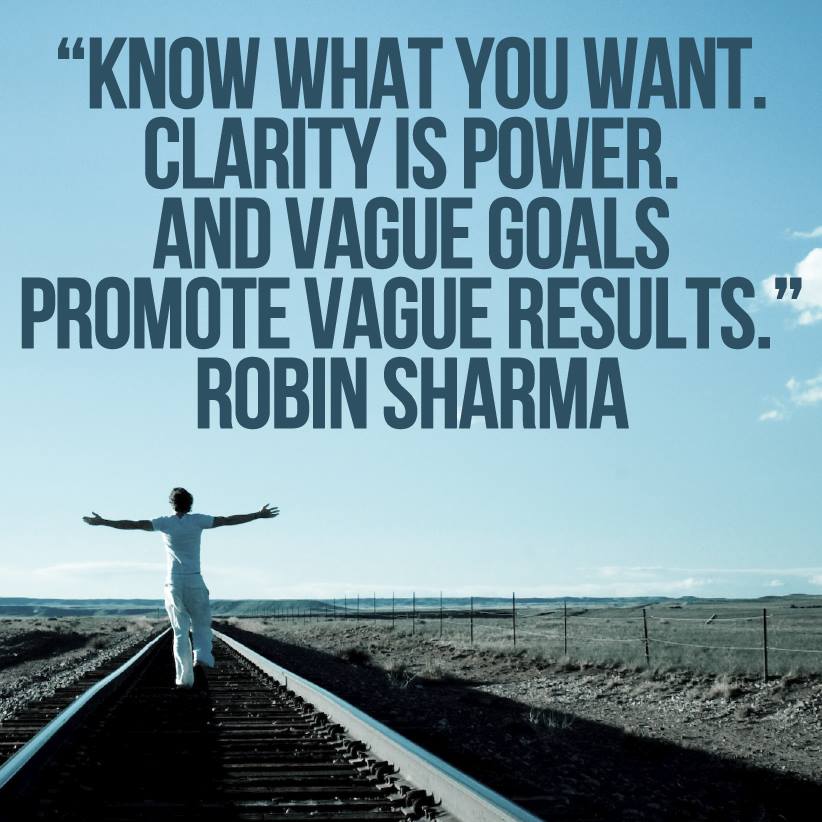 “KNOW WHAT YOU WANT.
CLARITY IS POWER.
AND VAGUE GOALS
PROMOTE VAGUE RESULTS.”
ROBIN SHARMA